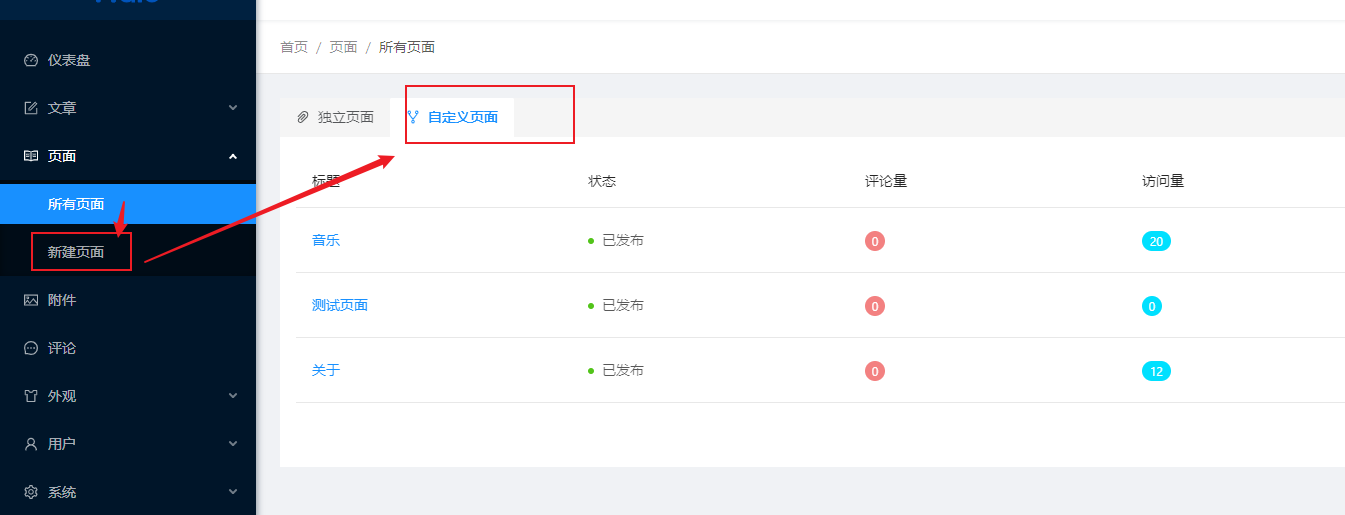 首页 / 页面 / 所有页面
仪表盘
文章
页面
所有页面
新建页面
附件
评论
外观
用户
系统
独立页面 自定义页面
标题 状态 评论量 访问量
音乐 已发布 0 20
测试页面 已发布 0 0
关于 已发布 0 12